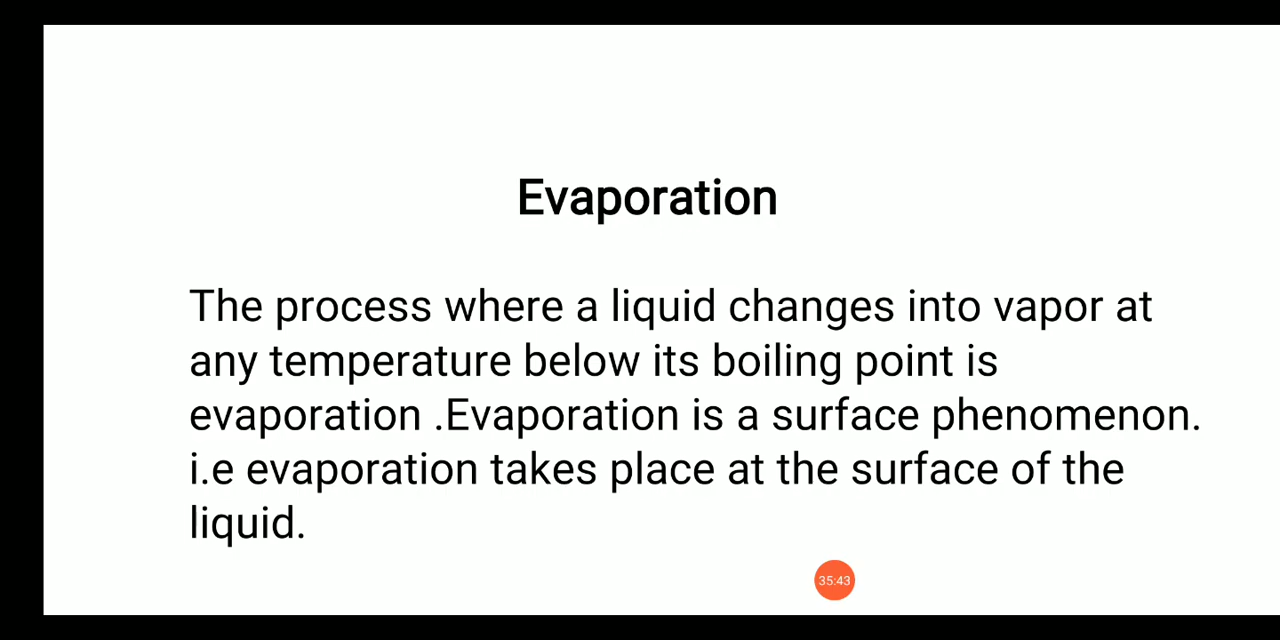 Evaporation
The process where a liquid changes into vapor at
any temperature below its boiling point is
evaporation .Evaporation is a surface phenomenon.
i.e evaporation takes place at the surface of the
liquid.
35:43